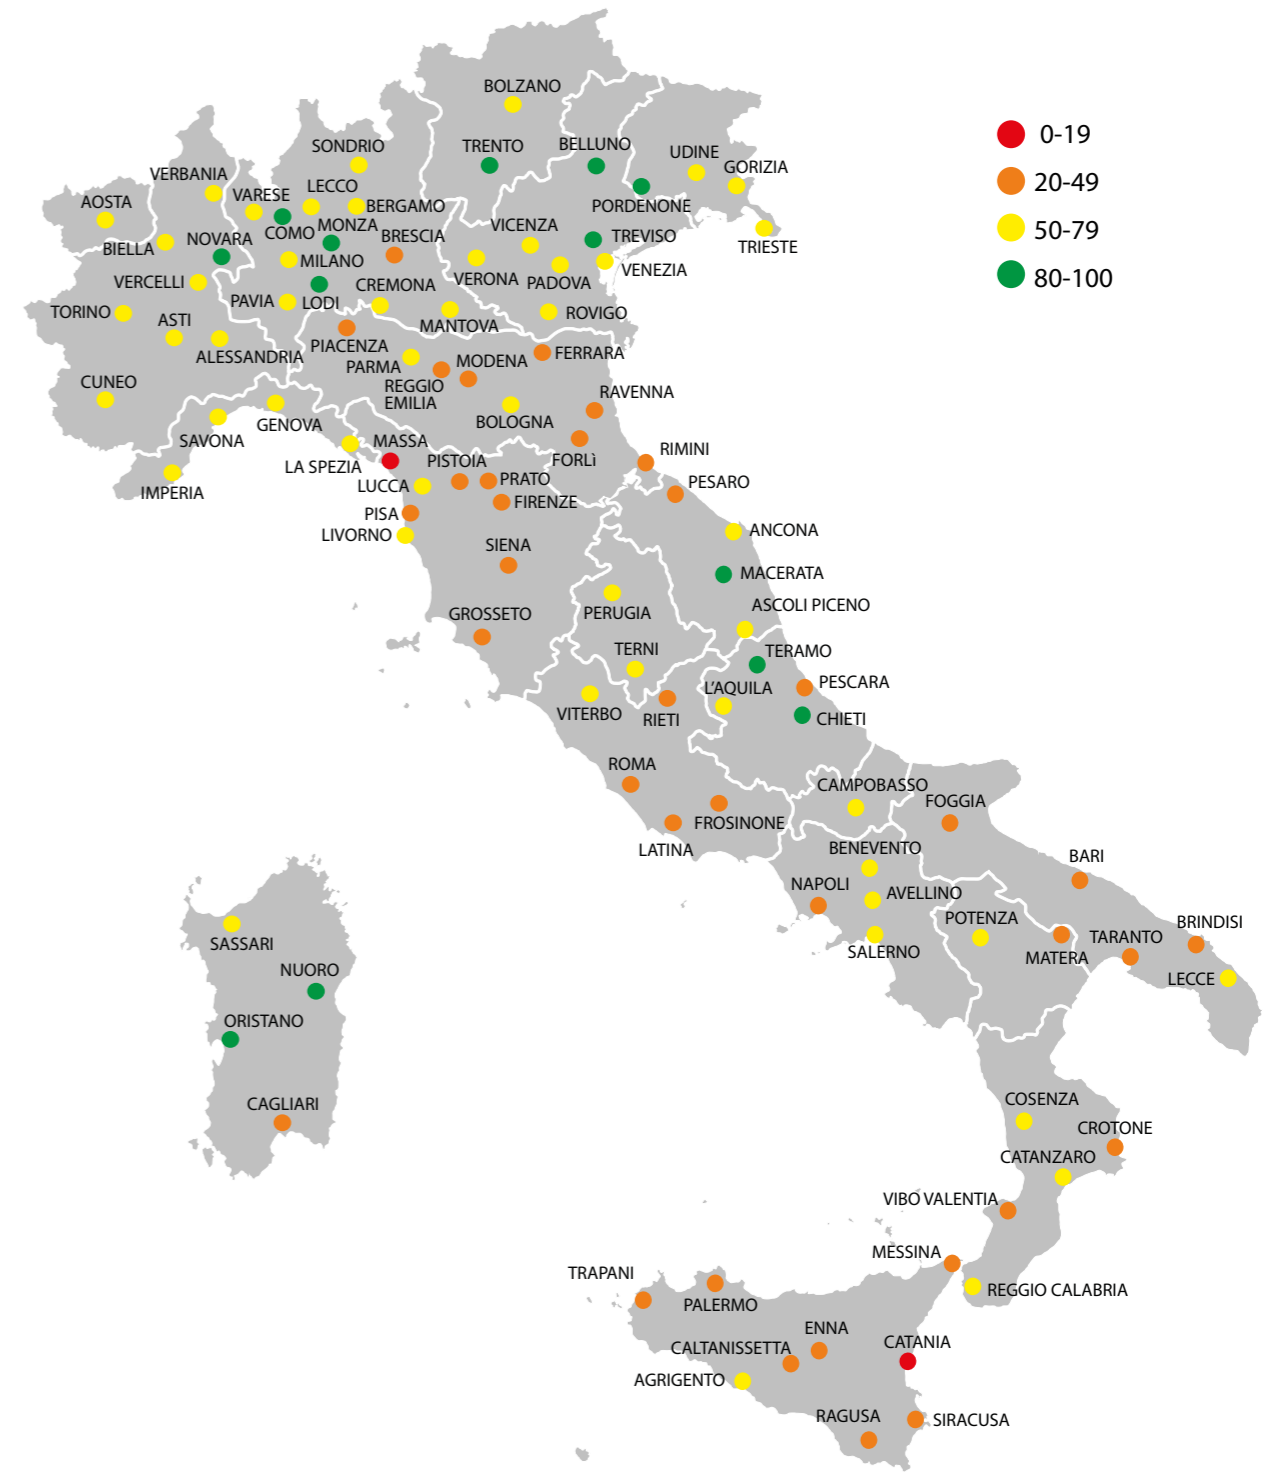 BOLZANO
0-19
SONDRIO
TRENTO
BELLUNO
UDINE
GORIZIA
20-49
VERBANIA
VARESE
LECCO
BERGAMO
AOSTA
PORDENONE
50-79
BIELLA
NOVARA
COMO
MONZA
BRESCIA
VICENZA
TREVISO
TRIESTE
MILANO
VERCELLI
CREMONA
VERONA
PADOVA
VENEZIA
80-100
TORINO
PAVIA
LODI
MANTOVA
ROVIGO
ASTI
ALESSANDRIA
PIACENZA
PARMA
MODENA
FERRARA
CUNEO
REGGIO
EMILIA
RAVENNA
SAVONA
GENOVA
BOLOGNA
LA SPEZIA
MASSA
PISTOIA
FORLì
RIMINI
IMPERIA
LUCCA
PRATO
PESARO
PISA
FIRENZE
LIVORNO
ANCONA
SIENA
MACERATA
GROSSETO
PERUGIA
ASCOLI PICENO
TERNI
TERAMO
VITERBO
RIETI
L'AQUILA
PESCARA
CHIETI
ROMA
CAMPOBASSO
FOGGIA
LATINA
FROSINONE
BENEVENTO
BARI
NAPOLI
AVELLINO
POTENZA
BRINDISI
SASSARI
SALERNO
MATERA
TARANTO
NUORO
LECCE
ORISTANO
CAGLIARI
COSENZA
CROTONE
CATANZARO
VIBO VALENTIA
MESSINA
TRAPANI
PALERMO
REGGIO CALABRIA
ENNA
CALTANISSETTA
CATANIA
AGRIGENTO
RAGUSA
SIRACUSA